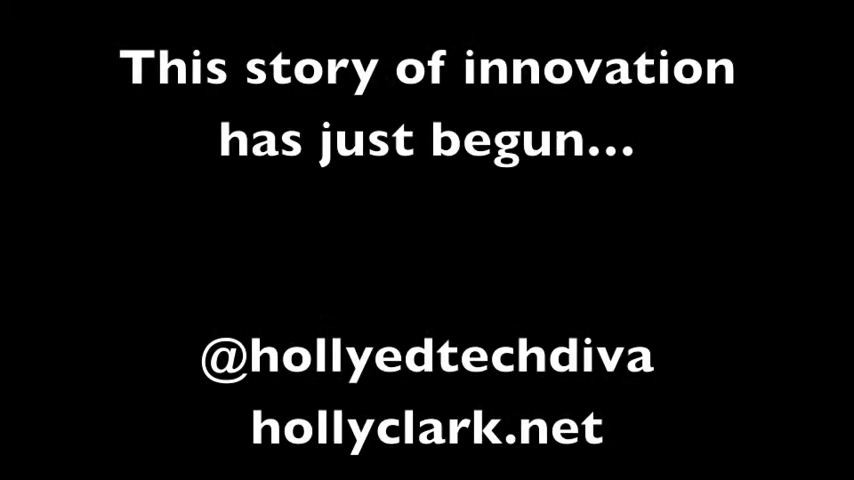 This story of innovation
has just begun...
@hollyedtechdiva
hollyclark.net